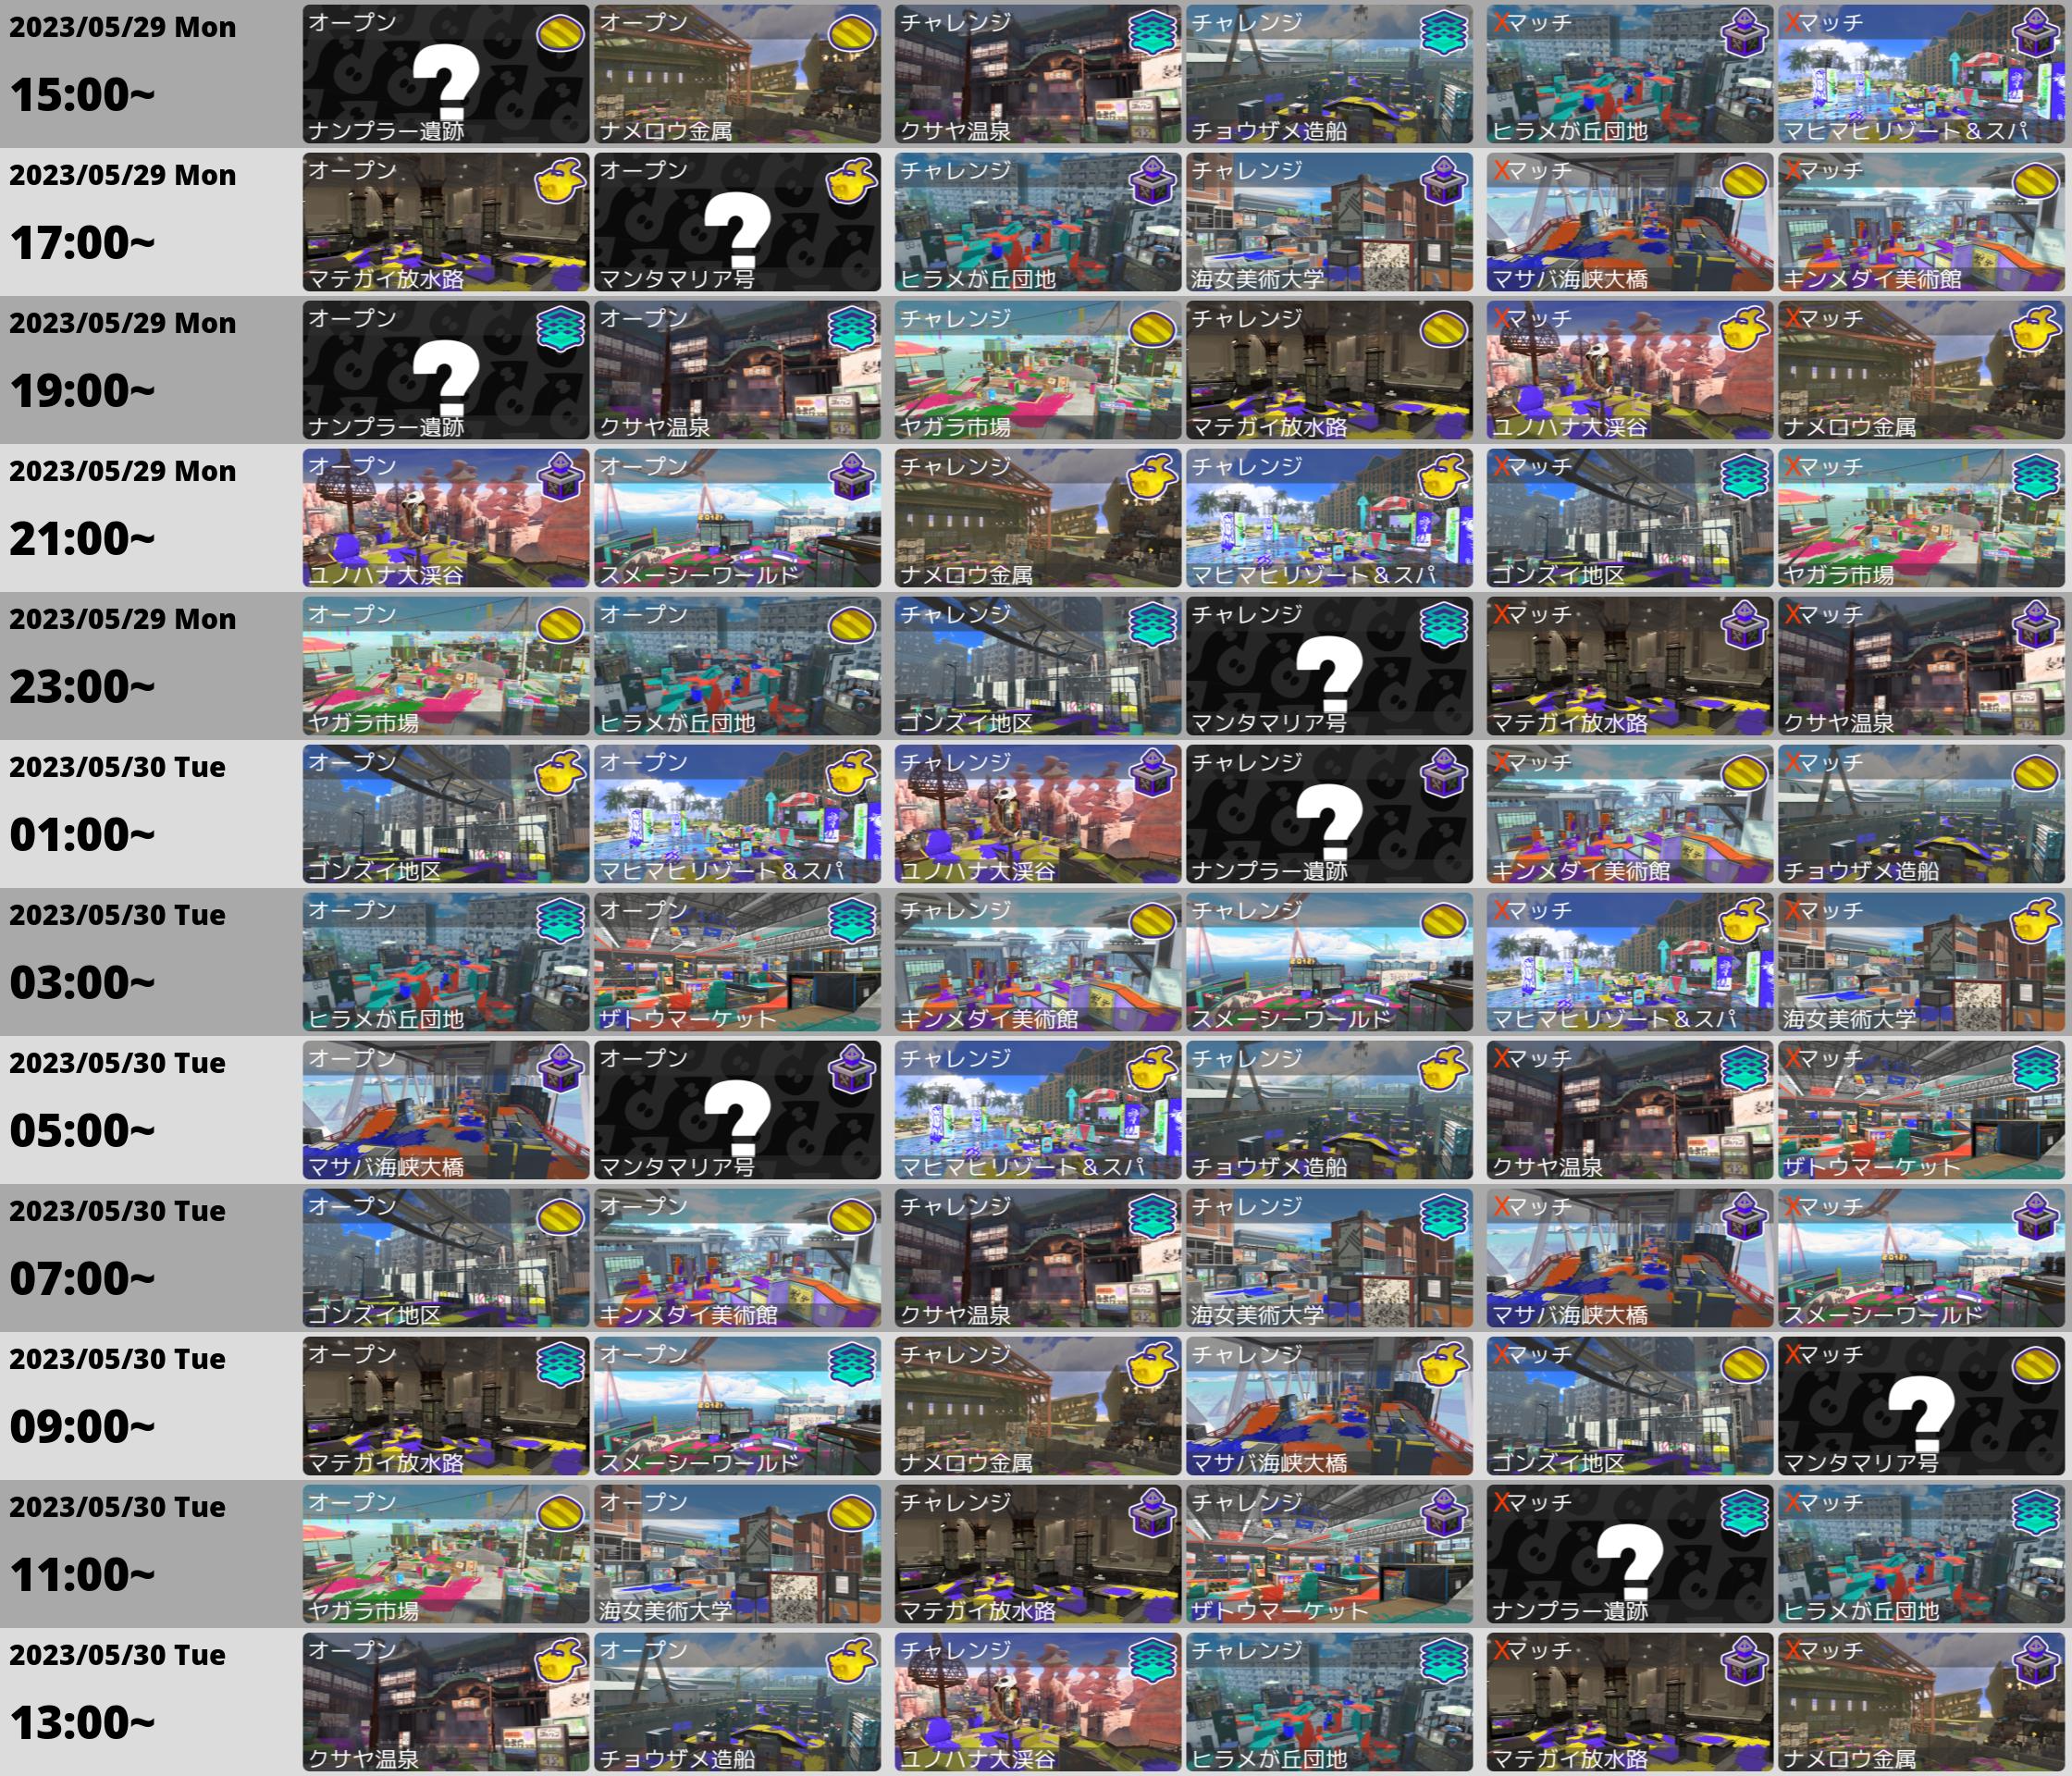 2023/05/29 Mon
15:00~
オープン オープン チャレンジ チャレンジ Xマッチ Xマッチ
ナンプラー遺跡 ナメロウ金属 クサヤ温泉 チョウザメ造船 ヒラメが丘団地 マヒマヒリゾート&スパ
2023/05/29 Mon
17:00~
オープン オープン チャレンジ チャレンジ Xマッチ Xマッチ
マテガイ放水路 マンタマリア号 ヒラメが丘団地 海女美術大学 マサバ海峡大橋 キンメダイ美術館
2023/05/29 Mon
19:00~
オープン オープン チャレンジ チャレンジ Xマッチ Xマッチ
ナンプラー遺跡 クサヤ温泉 ヤガラ市場 マテガイ放水路 ユノハナ大渓谷 ナメロウ金属
2023/05/29 Mon
21:00~
オープン オープン チャレンジ チャレンジ Xマッチ Xマッチ
ユノハナ大渓谷 スメーシーワールド ナメロウ金属 マヒマヒリゾート&スパ ゴンズイ地区 ヤガラ市場
2023/05/29 Mon
23:00~
オープン オープン チャレンジ チャレンジ Xマッチ Xマッチ
ヤガラ市場 ヒラメが丘団地 ゴンズイ地区 マンタマリア号 マテガイ放水路 クサヤ温泉
2023/05/30 Tue
01:00~
オープン オープン チャレンジ チャレンジ Xマッチ Xマッチ
ゴンズイ地区 マヒマヒリゾート&スパ ユノハナ大渓谷 ナンプラー遺跡 キンメダイ美術館 チョウザメ造船
2023/05/30 Tue
03:00~
オープン オープン チャレンジ チャレンジ Xマッチ Xマッチ
ヒラメが丘団地 ザトウマーケット キンメダイ美術館 スメーシーワールド マヒマヒリゾート&スパ 海女美術大学
2023/05/30 Tue
05:00~
オープン オープン チャレンジ チャレンジ Xマッチ Xマッチ
マサバ海峡大橋 マンタマリア号 マヒマヒリゾート&スパ チョウザメ造船 クサヤ温泉 ザトウマーケット
2023/05/30 Tue
07:00~
オープン オープン チャレンジ チャレンジ Xマッチ Xマッチ
ゴンズイ地区 キンメダイ美術館 クサヤ温泉 海女美術大学 マサバ海峡大橋 スメーシーワールド
2023/05/30 Tue
09:00~
オープン オープン チャレンジ チャレンジ Xマッチ Xマッチ
マテガイ放水路 スメーシーワールド ナメロウ金属 マサバ海峡大橋 ゴンズイ地区 マンタマリア号
2023/05/30 Tue
11:00~
オープン オープン チャレンジ チャレンジ Xマッチ Xマッチ
ヤガラ市場 海女美術大学 マテガイ放水路 ザトウマーケット ナンプラー遺跡 ヒラメが丘団地
2023/05/30 Tue
13:00~
オープン オープン チャレンジ チャレンジ Xマッチ Xマッチ
クサヤ温泉 チョウザメ造船 ユノハナ大渓谷 ヒラメが丘団地 マテガイ放水路 ナメロウ金属